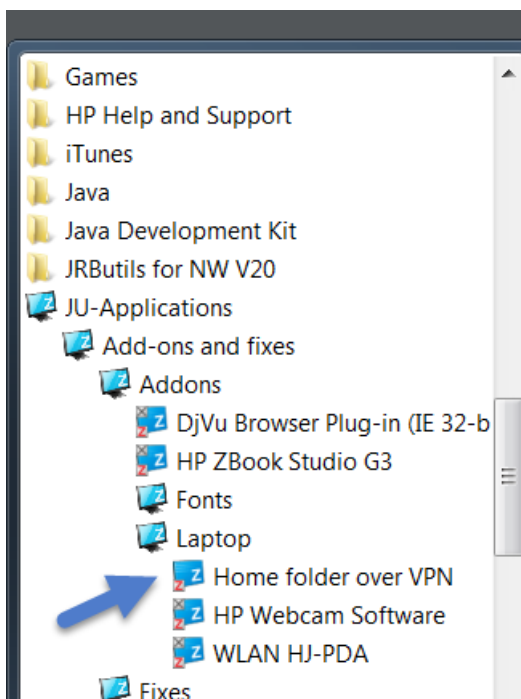 Games
HP Help and Support
iTunes
Java
Java Development Kit
JRButils for NW V20
JU-Applications
Add-ons and fixes
Addons
DjVu Browser Plug-in (IE 32-b
HP ZBook Studio G3
Fonts
Laptop
Home folder over VPN
HP Webcam Software
WLAN HJ-PDA
Fixes